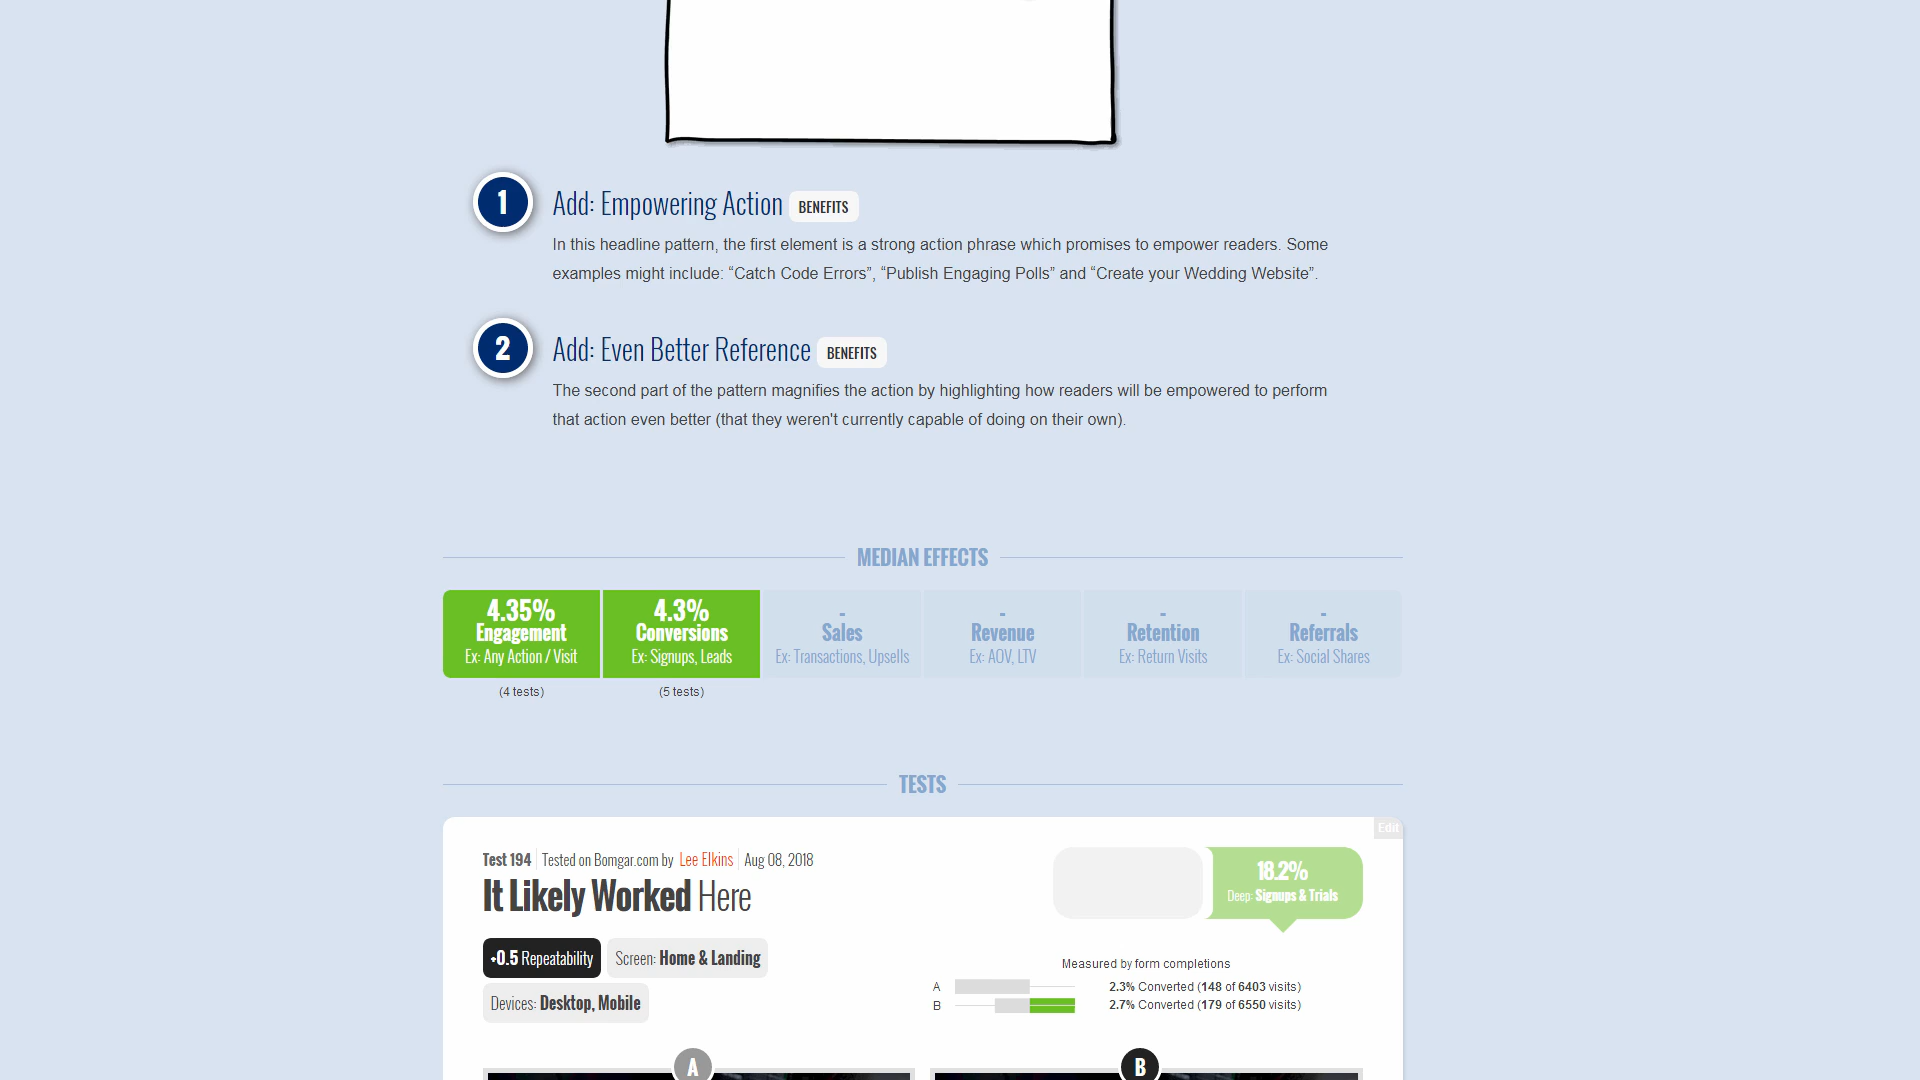 1
Add: Empowering Action BENEFITS
In this headline pattern, the first element is a strong action phrase which promises to empower readers. Some
examples might include: “Catch Code Errors”, “Publish Engaging Polls” and “Create your Wedding Website”.
2
Add: Even Better Reference BENEFITS
The second part of the pattern magnifies the action by highlighting how readers will be empowered to perform
that action even better (that they weren't currently capable of doing on their own).
MEDIAN EFFECTS
4.35%
Engagement
Ex: Any Action / Visit
(4 tests)
4.3%
Conversions
Ex: Signups, Leads
(5 tests)
-
Sales
Ex: Transactions, Upsells
-
Revenue
Ex: AOV, LTV
-
Retention
Ex: Return Visits
-
Referrals
Ex: Social Shares
TESTS
Edit
Test 194 Tested on Bomgar.com by Lee Elkins Aug 08, 2018
It Likely Worked Here
+0.5 Repeatability
Screen: Home & Landing
Devices: Desktop, Mobile
18.2%
Deep: Signups & Trials
Measured by form completions
A 2.3% Converted (148 of 6403 visits)
B 2.7% Converted (179 of 6550 visits)
A
B